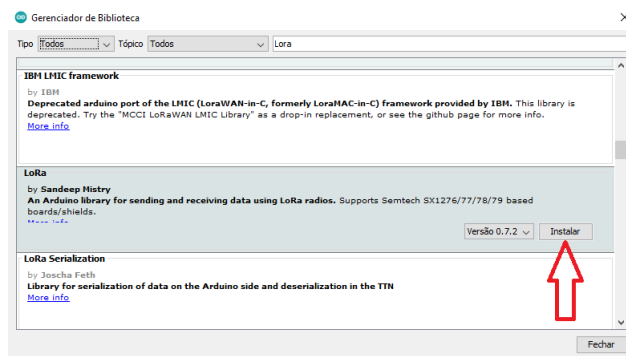 Gerenciador de Biblioteca
Tipo Todos Tópico Todos Lora
IBM LMIC framework
by IBM
Deprecated arduino port of the LMIC (LoraWAN-in-C, formerly LoraMAC-in-C) framework provided by IBM. This library is
deprecated. Try the "MCCI LoRaWAN LMIC Library" as a drop-in replacement, or see the github page for more info.
More info
LoRa
by Sandeep Mistry
An Arduino library for sending and receiving data using LoRa radios. Supports Semtech SX1276/77/78/79 based
boards/shields.
More info
Versão 0.7.2 Instalar
LoRa Serialization
by Joscha Feth
Library for serialization of data on the Arduino side and deserialization in the TTN
More info
Fechar